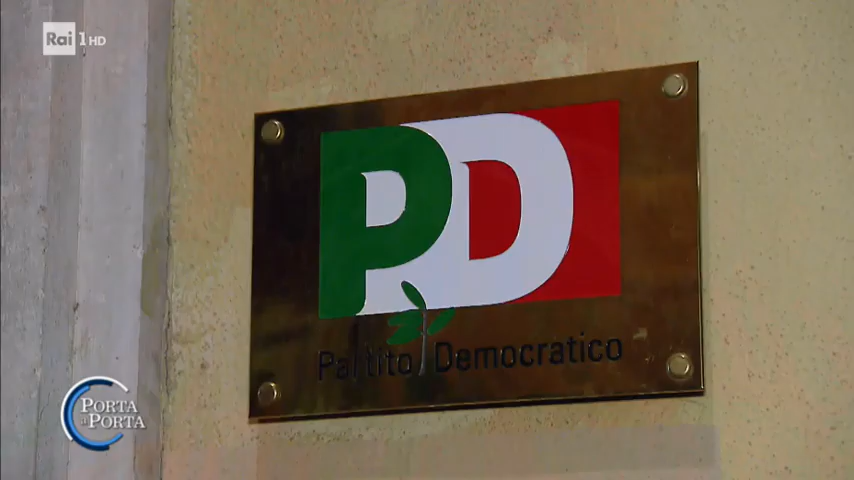 Rai 1 HD
PD
Partito Democratico
PORTA
a PORTA